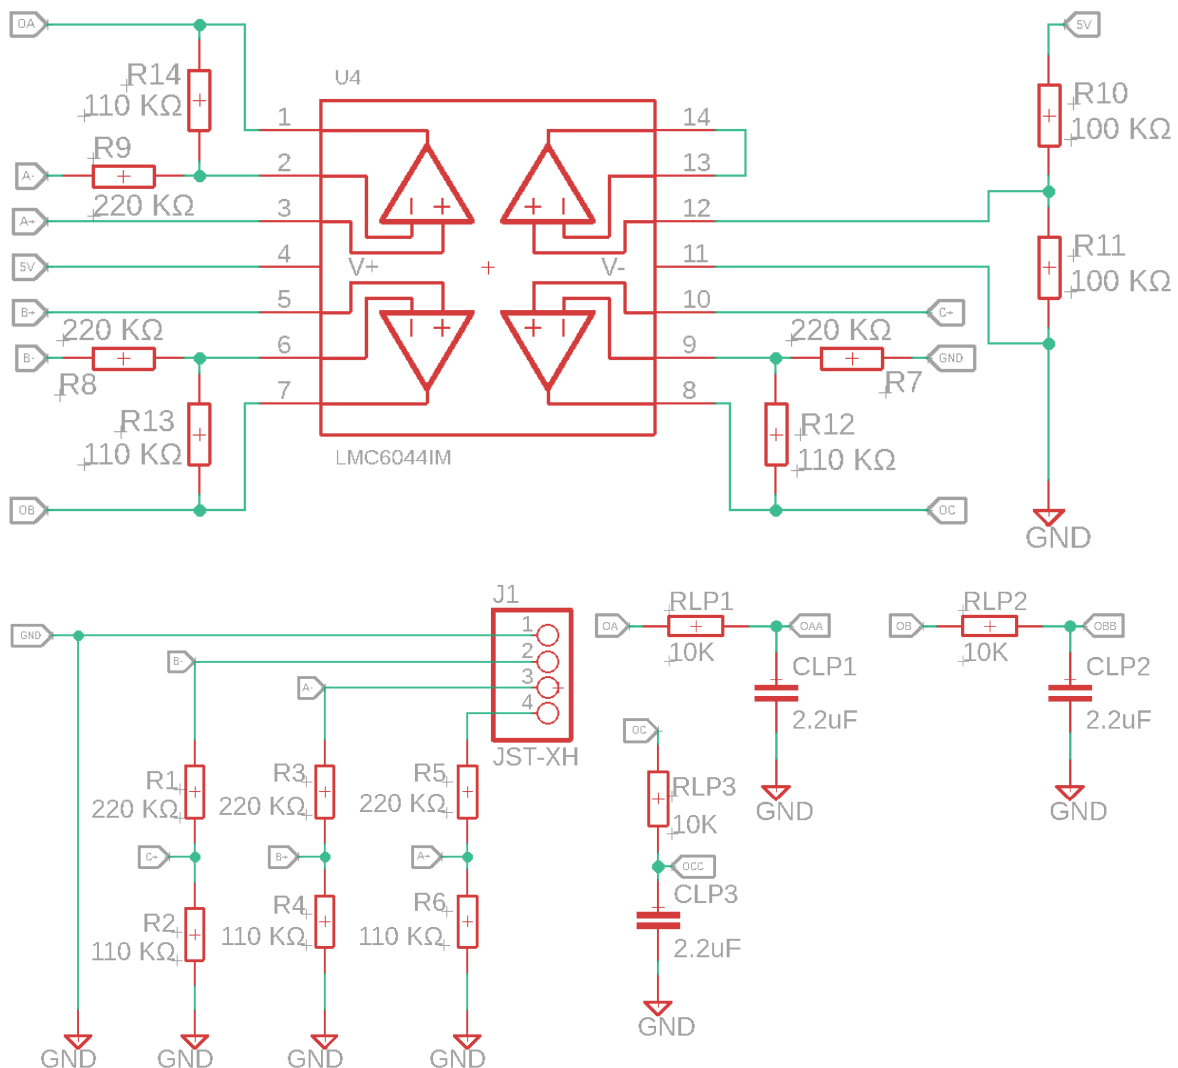 OA
5V
U4
R14
110 KΩ
R10
100 KΩ
1
14
R9
2
13
A-
220 KΩ
A+
3
12
R11
100 KΩ
5V
4
V+
V-
11
B+
5
10
C+
220 KΩ
220 KΩ
B-
6
9
GND
R8
R7
7
8
R13
110 KΩ
R12
110 KΩ
LMC6044IM
OB
OC
GND
J1
RLP1
RLP2
GND
1
OA
OAA
OB
OBB
B-
2
10K
10K
A-
3
CLP1
CLP2
4
2.2uF
2.2uF
OC
JST-XH
R1
220 KΩ
R3
220 KΩ
R5
220 KΩ
RLP3
10K
GND
GND
C+
B+
A+
OCC
CLP3
R2
110 KΩ
R4
110 KΩ
R6
110 KΩ
2.2uF
GND
GND
GND
GND
GND